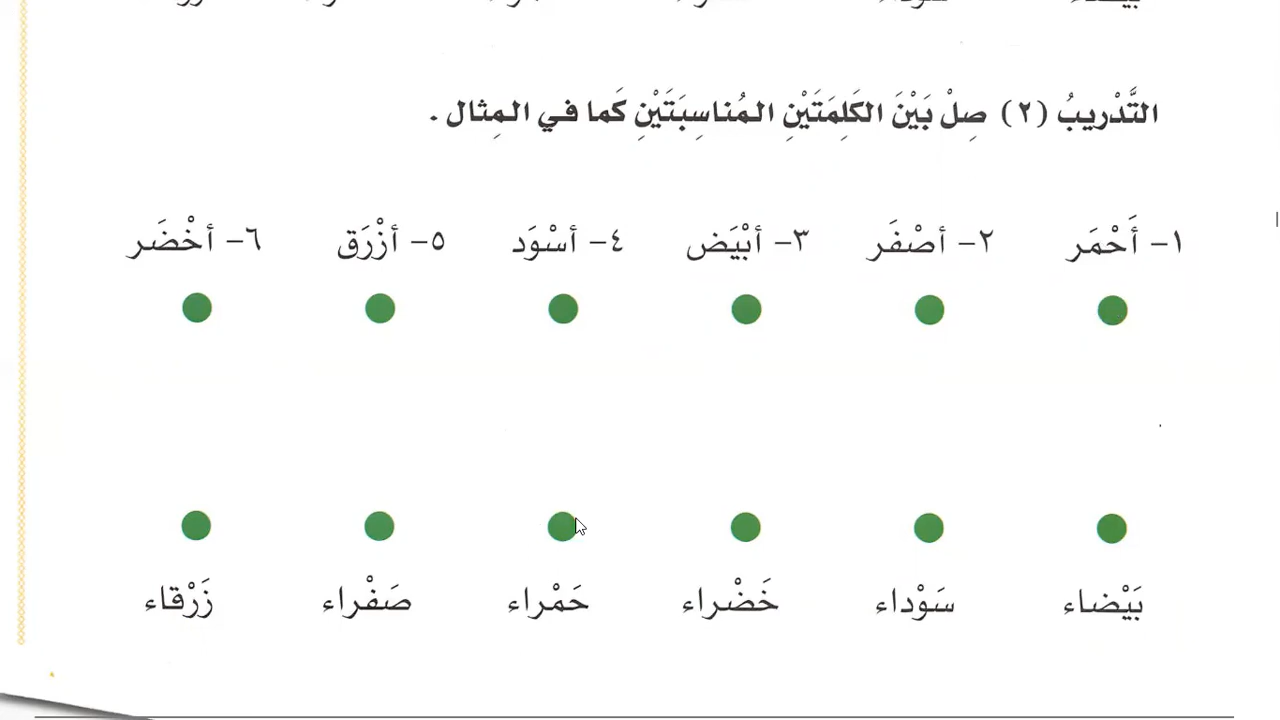 التَّدْريبُ (٢) صِلْ بَيْنَ الكَلِمَتَيْنِ المُناسِبَتَيْنِ كَما في المِثال .
١- أَحْمَر ٢- أصْفَر ٣- أبْيَض ٤- أسْوَد ٥- أزْرَق ٦- أخْضَر
بَيْضاء سَوْداء خَضْراء حَمْراء صَفْراء زَرْقاء